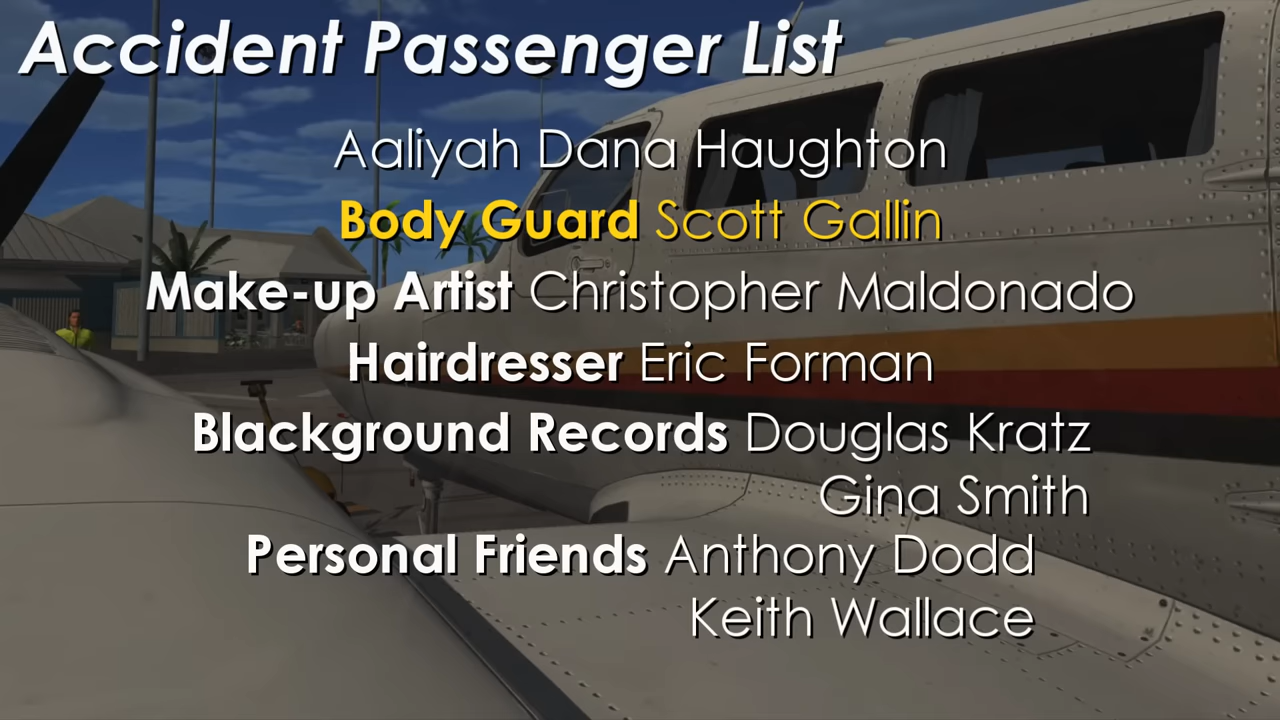 Accident Passenger List
Aaliyah Dana Haughton
Body Guard Scott Gallin
Make-up Artist Christopher Maldonado
Hairdresser Eric Forman
Blackground Records Douglas Kratz
Gina Smith
Personal Friends Anthony Dodd
Keith Wallace